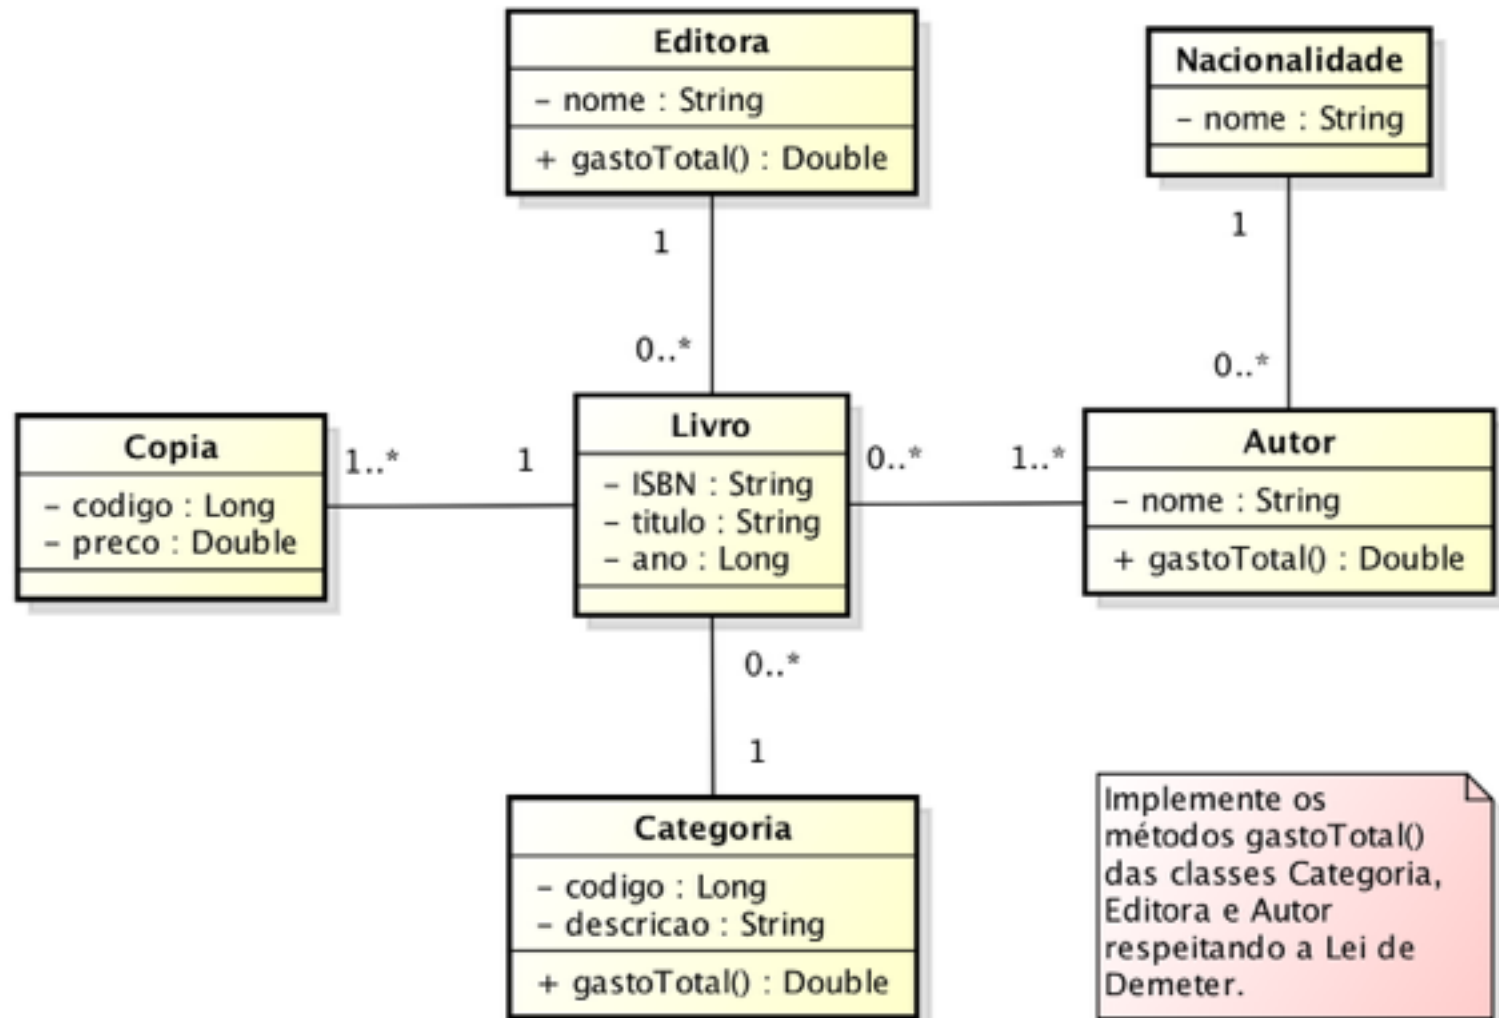 Editora
– nome : String
+ gastoTotal() : Double
Nacionalidade
– nome : String
1
0..*
1
0..*
Copia
– codigo : Long
– preco : Double
1..*
1
Livro
– ISBN : String
– titulo : String
– ano : Long
0..*
1..*
Autor
– nome : String
+ gastoTotal() : Double
0..*
1
Categoria
– codigo : Long
– descricao : String
+ gastoTotal() : Double
Implemente os
métodos gastoTotal()
das classes Categoria,
Editora e Autor
respeitando a Lei de
Demeter.